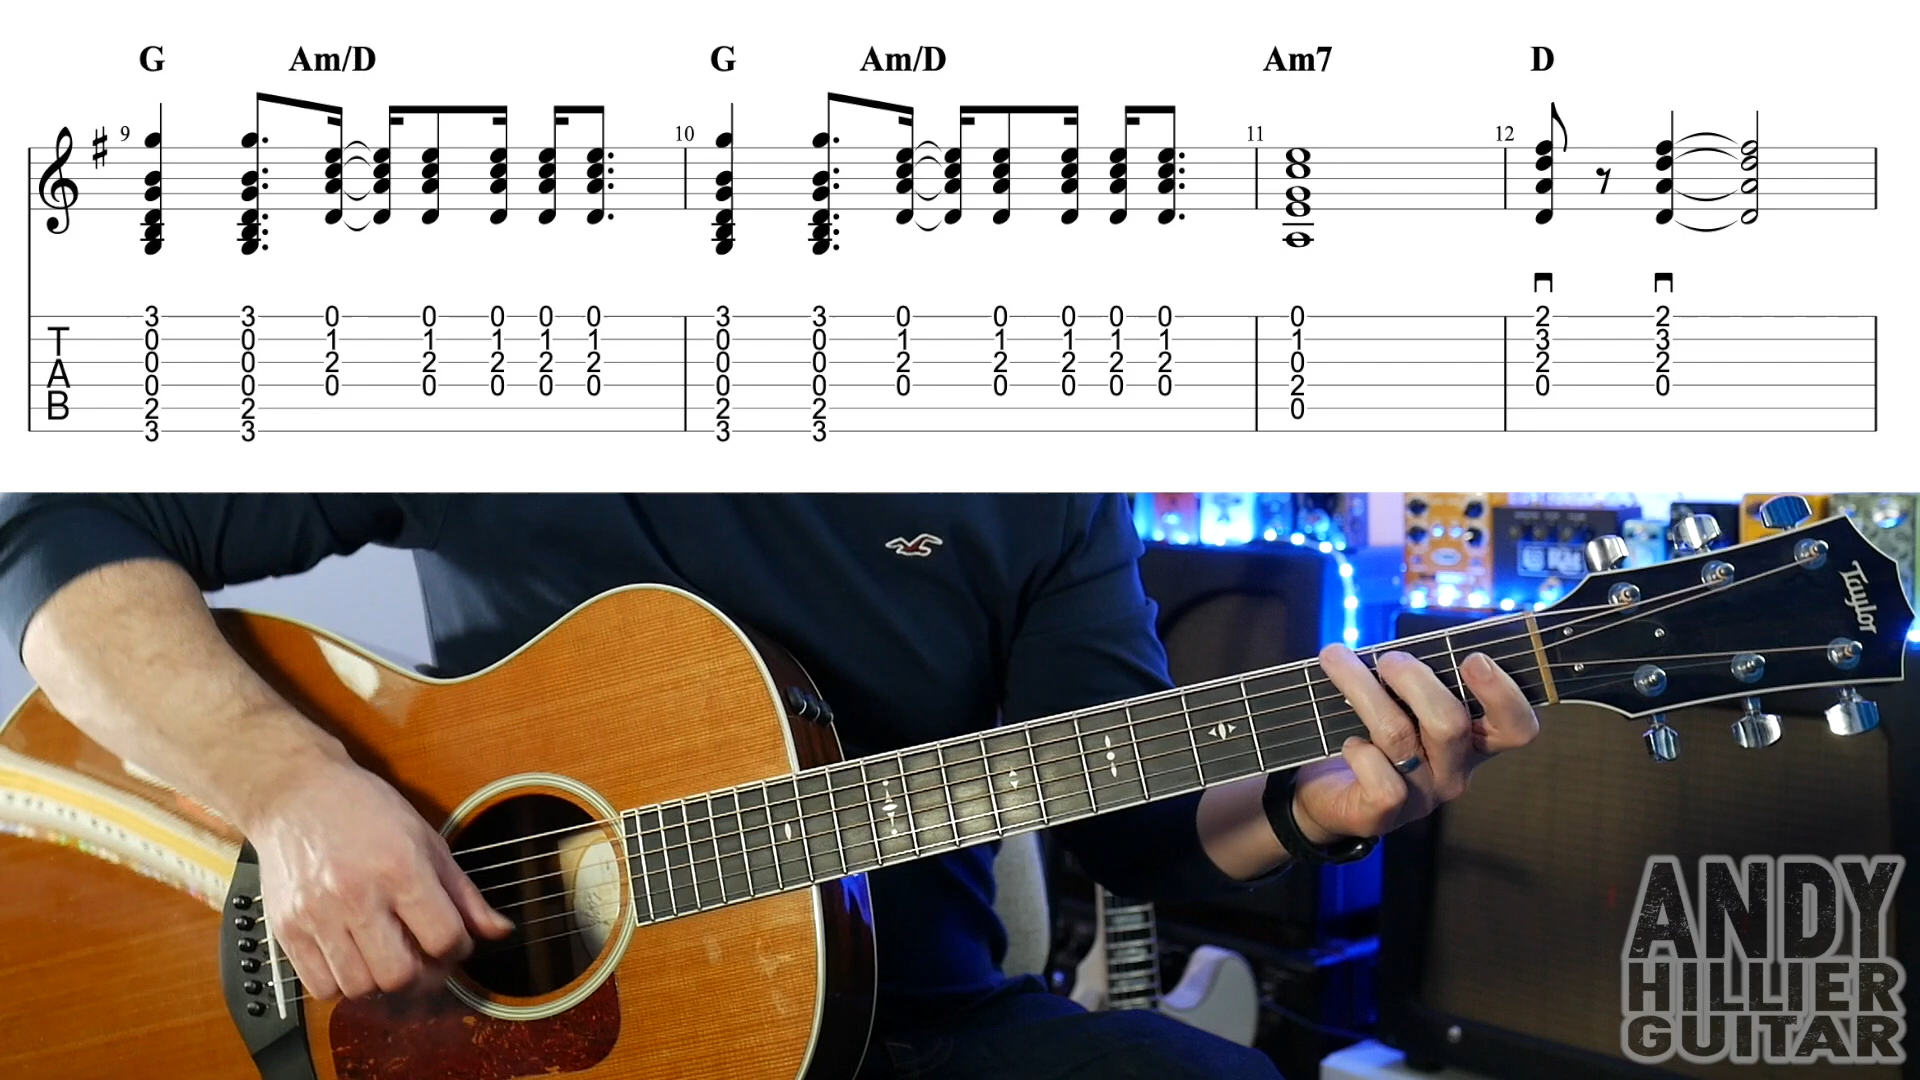 G Am/D G Am/D Am7 D
9 10 11 12
3 3 0 0 0 0 0 3 3 0 0 0 0 0 0 2 2
T 0 0 1 1 1 1 1 0 0 1 1 1 1 1 1 3 3
A 0 0 2 2 2 2 2 0 0 2 2 2 2 2 0 2 2
0 0 0 0 0 0 0 0 0 0 0 0 0 0 2 0 0
B 2 2 2 2 0
3 3 3 3
Taylor
ANDY
HILLIER
GUITAR